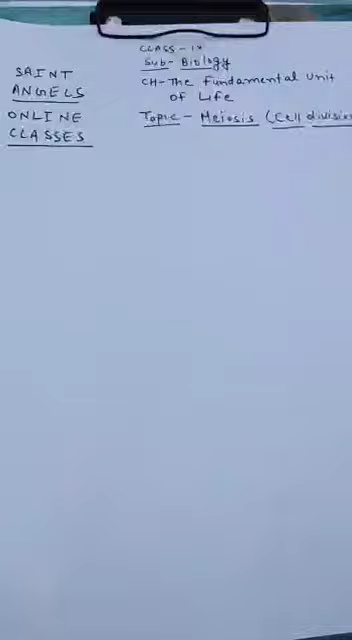 SAINT
ANGELS
ONLINE
CLASSES
CLASS - IX
Sub - Biology
CH - The Fundamental Unit
of Life
Topic - Meiosis (Cell division